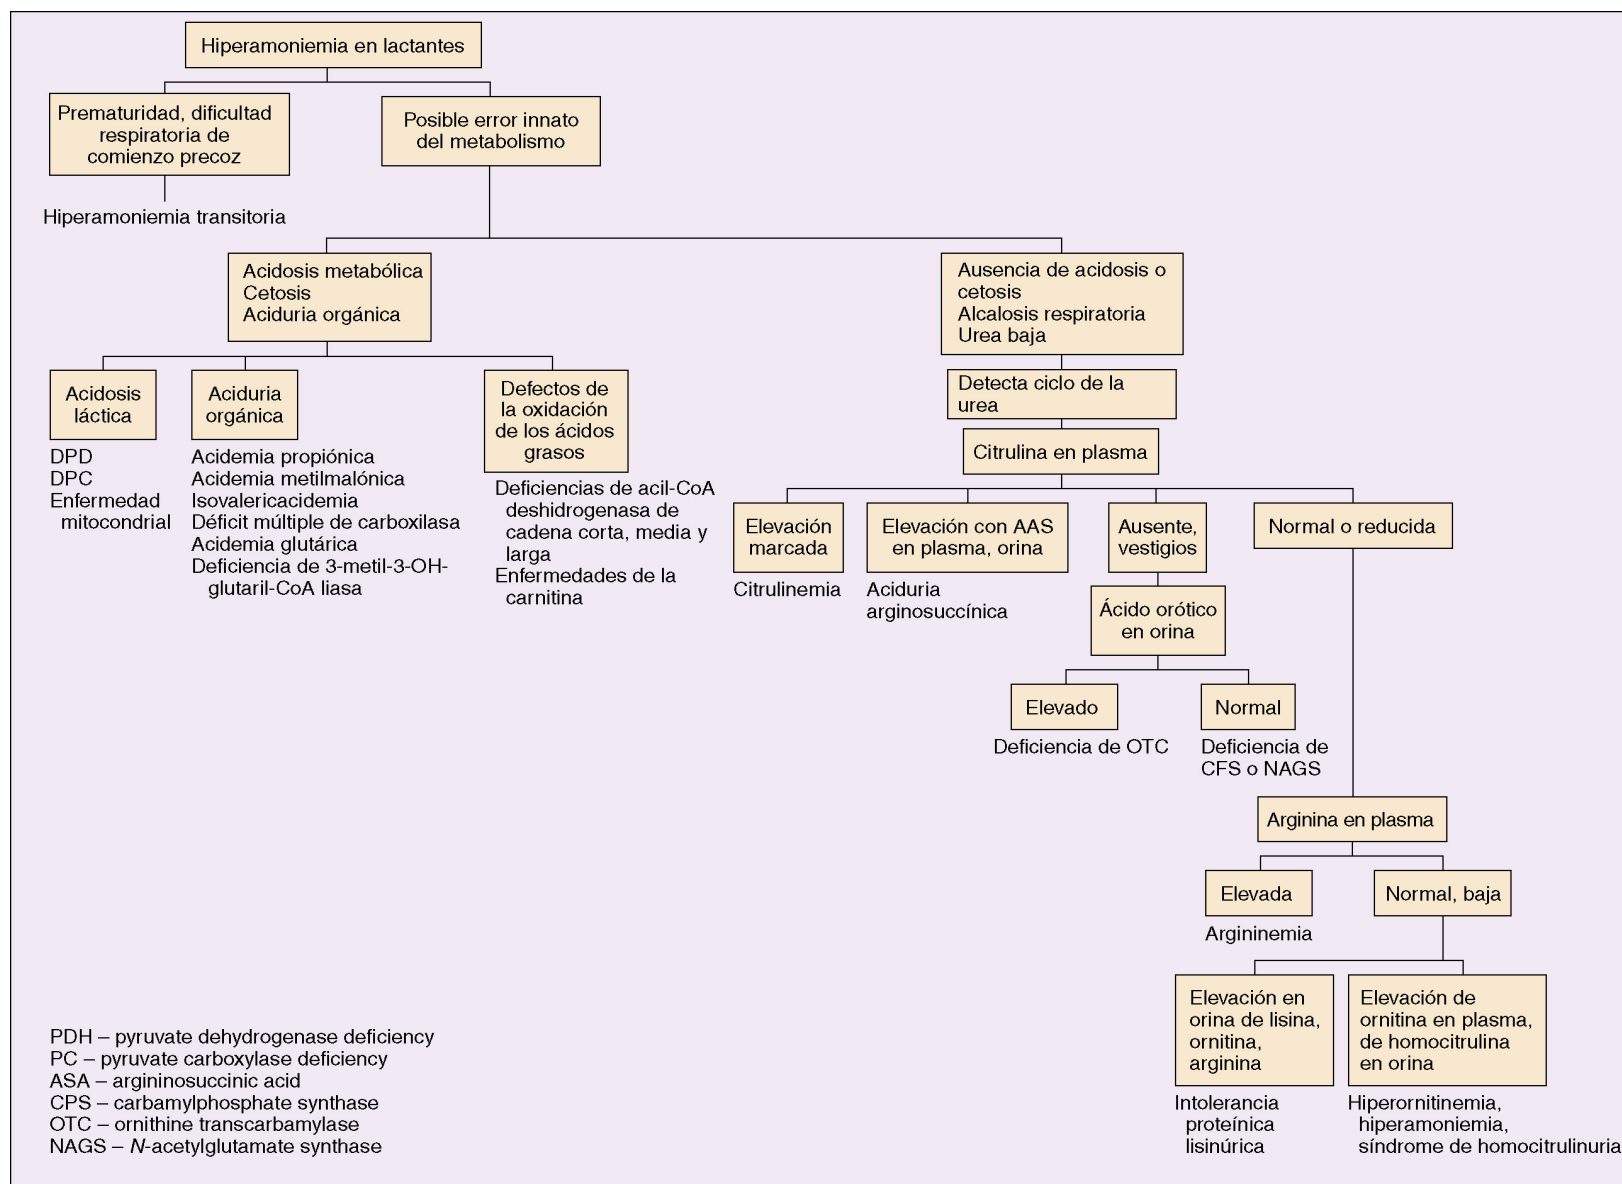 Hiperamoniemia en lactantes
Prematuridad, dificultad
respiratoria de
comienzo precoz
Hiperamoniemia transitoria
Posible error innato
del metabolismo
Acidosis metabólica
Cetosis
Aciduria orgánica
Acidosis
láctica
DPD
DPC
Enfermedad
mitocondrial
Aciduria
orgánica
Acidemia propiónica
Acidemia metilmalónica
Isovalericacidemia
Déficit múltiple de carboxilasa
Acidemia glutárica
Deficiencia de 3-metil-3-OH-
glutaril-CoA liasa
Defectos de
la oxidación
de los ácidos
grasos
Deficiencias de acil-CoA
deshidrogenasa de
cadena corta, media y
larga
Enfermedades de la
carnitina
Ausencia de acidosis o
cetosis
Alcalosis respiratoria
Urea baja
Detecta ciclo de la
urea
Citrulina en plasma
Elevación
marcada
Citrulinemia
Elevación con AAS
en plasma, orina
Aciduria
arginosuccínica
Ausente,
vestigios
Ácido orótico
en orina
Elevado
Deficiencia de OTC
Normal
Deficiencia de
CFS o NAGS
Normal o reducida
Arginina en plasma
Elevada
Argininemia
Normal, baja
Elevación en
orina de lisina,
ornitina,
arginina
Intolerancia
proteínica
lisinúrica
Elevación de
ornitina en plasma,
de homocitrulina
en orina
Hiperornitinemia,
hiperamoniemia,
síndrome de homocitrulinuria
PDH – pyruvate dehydrogenase deficiency
PC – pyruvate carboxylase deficiency
ASA – argininosuccinic acid
CPS – carbamylphosphate synthase
OTC – ornithine transcarbamylase
NAGS – N-acetylglutamate synthase